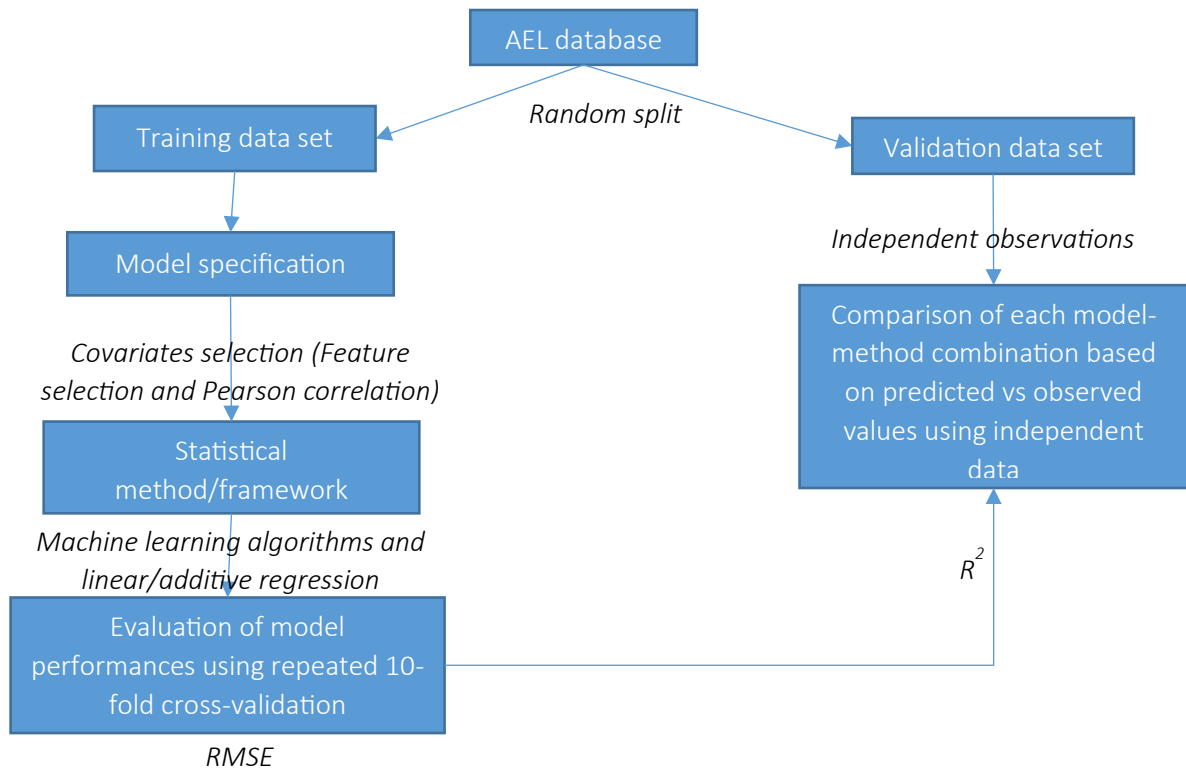 AEL database
Random split
Training data set
Validation data set
Model specification
Independent observations
Covariates selection (Feature
selection and Pearson correlation)
Comparison of each model-
method combination based
on predicted vs observed
values using independent
data
Statistical
method/framework
Machine learning algorithms and
linear/additive regression
R²
Evaluation of model
performances using repeated 10-
fold cross-validation
RMSE